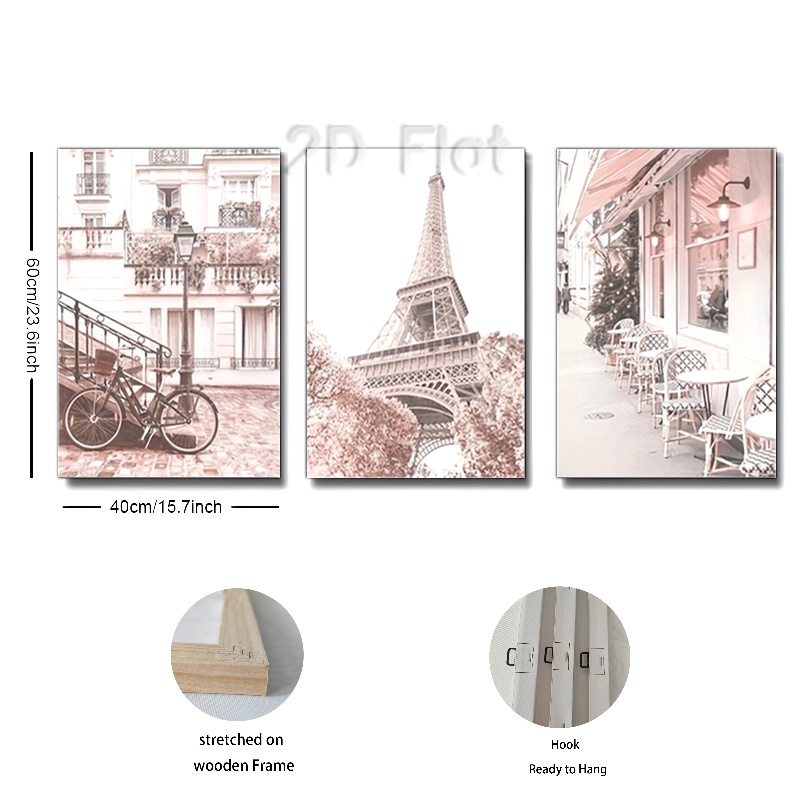 2D Flat
60cm/23.6inch
40cm/15.7inch
stretched on
wooden Frame
Hook
Ready to Hang